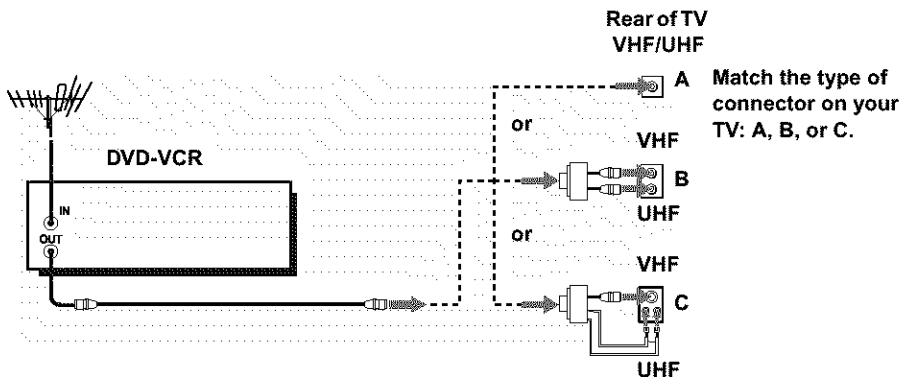 Rear of TV
VHF/UHF
A
Match the type of
connector on your
TV: A, B, or C.
or
VHF
DVD-VCR
B
UHF
IN
OUT
or
VHF
C
UHF